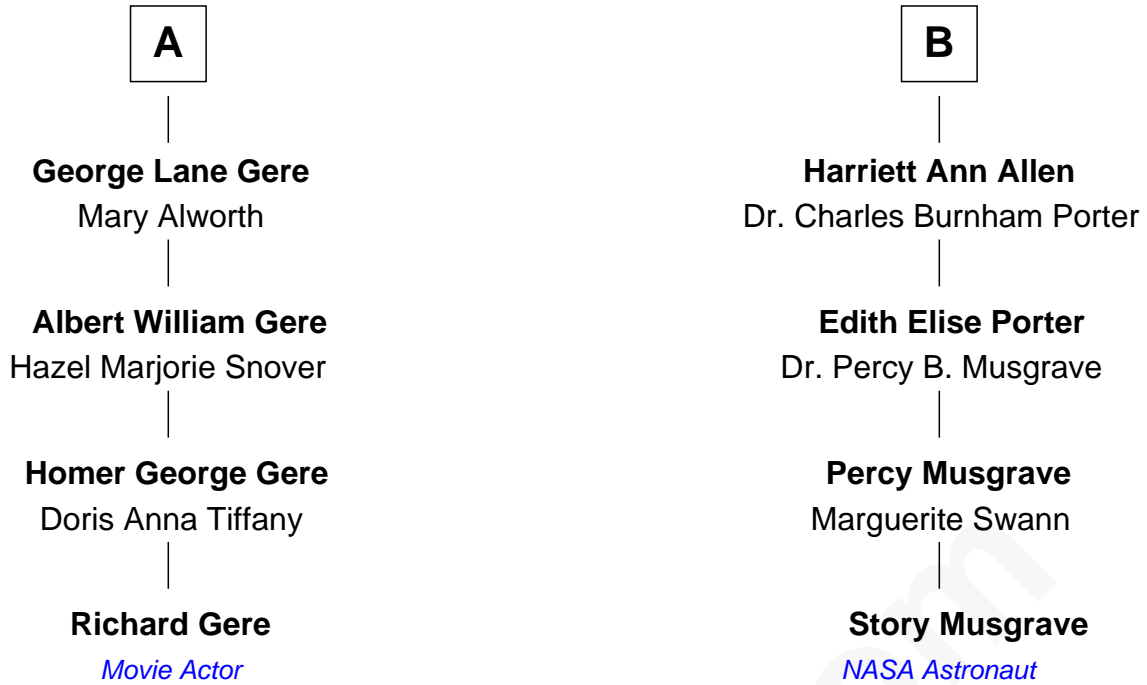 A
B
George Lane Gere
Mary Alworth
Harriett Ann Allen
Dr. Charles Burnham Porter
Albert William Gere
Hazel Marjorie Snover
Edith Elise Porter
Dr. Percy B. Musgrave
Homer George Gere
Doris Anna Tiffany
Percy Musgrave
Marguerite Swann
Richard Gere
Movie Actor
Story Musgrave
NASA Astronaut